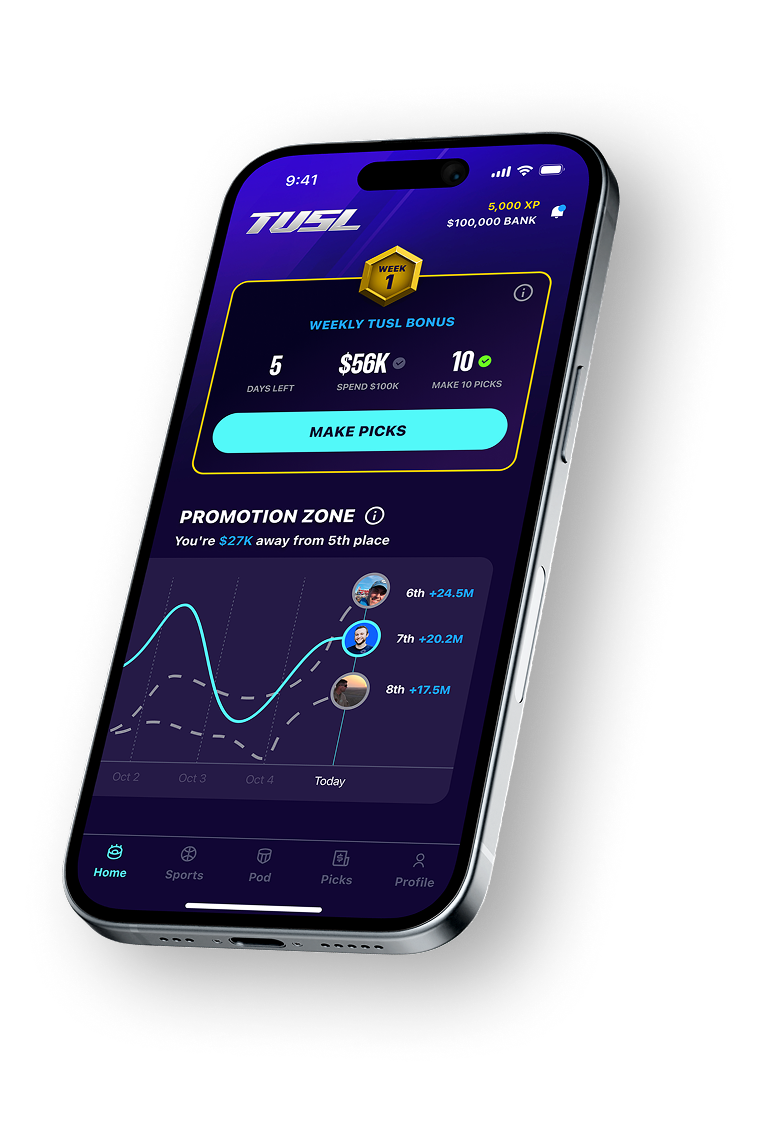 9:41
TUSL
5,000 XP
$100,000 BANK
WEEK
1
WEEKLY TUSL BONUS
5
DAYS LEFT
$56K
SPEND $100K
10
MAKE 10 PICKS
MAKE PICKS
PROMOTION ZONE
You're $27K away from 5th place
6th +24.5M
7th +20.2M
8th +17.5M
Oct 2 Oct 3 Oct 4 Today
Home Sports Pod Picks Profile